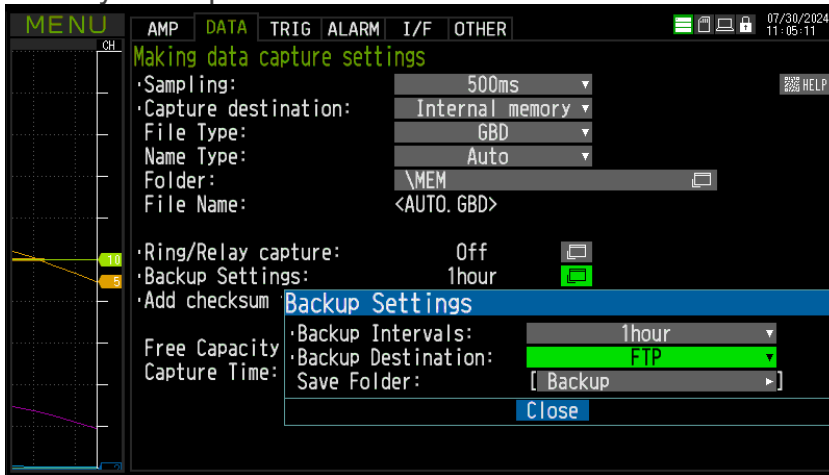 MENU AMP DATA TRIG ALARM I/F OTHER 07/30/2024
11:05:11
CH
Making data capture settings
·Sampling: 500ms
HELP
·Capture destination: Internal memory
File Type: GBD
Name Type: Auto
Folder: \MEM
File Name: <AUTO.GBD>
·Ring/Relay capture: Off
10
·Backup Settings: 1hour
5
·Add checksum
Backup Settings
·Backup Intervals: 1hour
Free Capacity
·Backup Destination: FTP
Capture Time:
Save Folder: [ Backup ]
Close